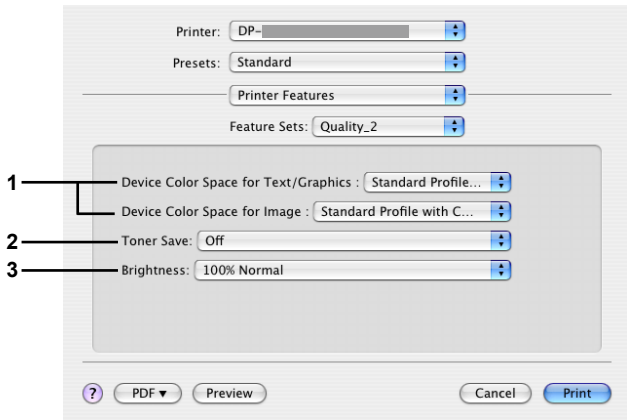 Printer: DP-
Presets: Standard
Printer Features
Feature Sets: Quality_2
1 Device Color Space for Text/Graphics : Standard Profile...
Device Color Space for Image : Standard Profile with C...
2 Toner Save: Off
3 Brightness: 100% Normal
? PDF▼ Preview Cancel Print